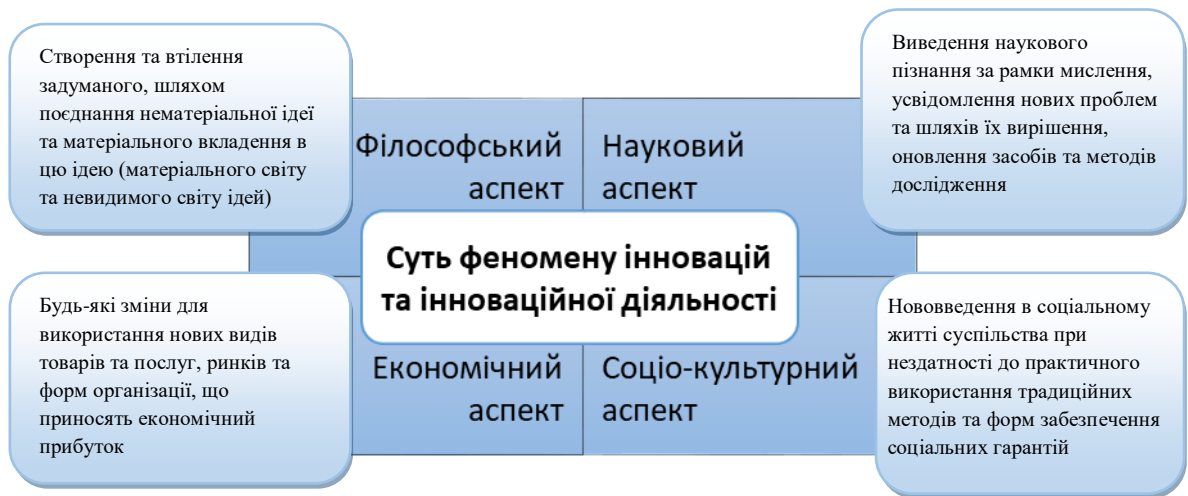 Створення та втілення
задуманого, шляхом
поєднання нематеріальної ідеї
та матеріального вкладення в
цю ідею (матеріального світу
та невидимого світу ідей)
Філософський
аспект
Науковий
аспект
Виведення наукового
пізнання за рамки мислення,
усвідомлення нових проблем
та шляхів їх вирішення,
оновлення засобів та методів
дослідження
Суть феномену інновацій
та інноваційної діяльності
Будь-які зміни для
використання нових видів
товарів та послуг, ринків та
форм організації, що
приносять економічний
прибуток
Економічний
аспект
Соціо-культурний
аспект
Нововведення в соціальному
житті суспільства при
нездатності до практичного
використання традиційних
методів та форм забезпечення
соціальних гарантій